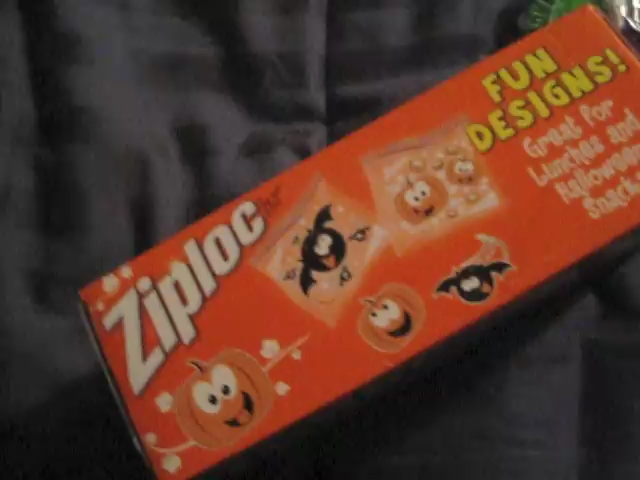 Ziploc
FUN
DESIGNS!
Great for
Lunches and
Halloween
Snacks